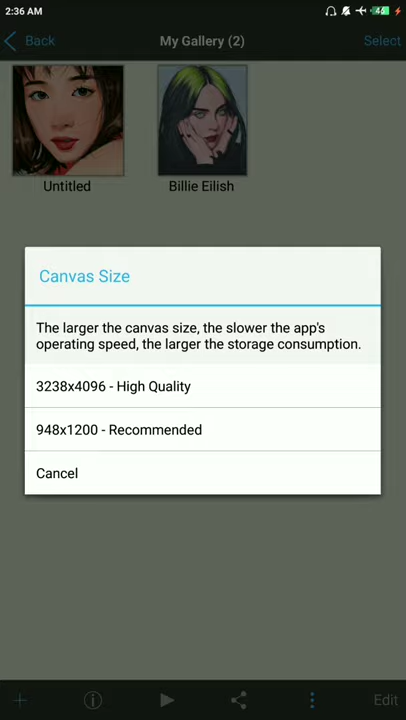 2:36 AM
46
Back
My Gallery (2)
Select
Untitled
Billie Eilish
Canvas Size
The larger the canvas size, the slower the app's
operating speed, the larger the storage consumption.
3238x4096 - High Quality
948x1200 - Recommended
Cancel
Edit